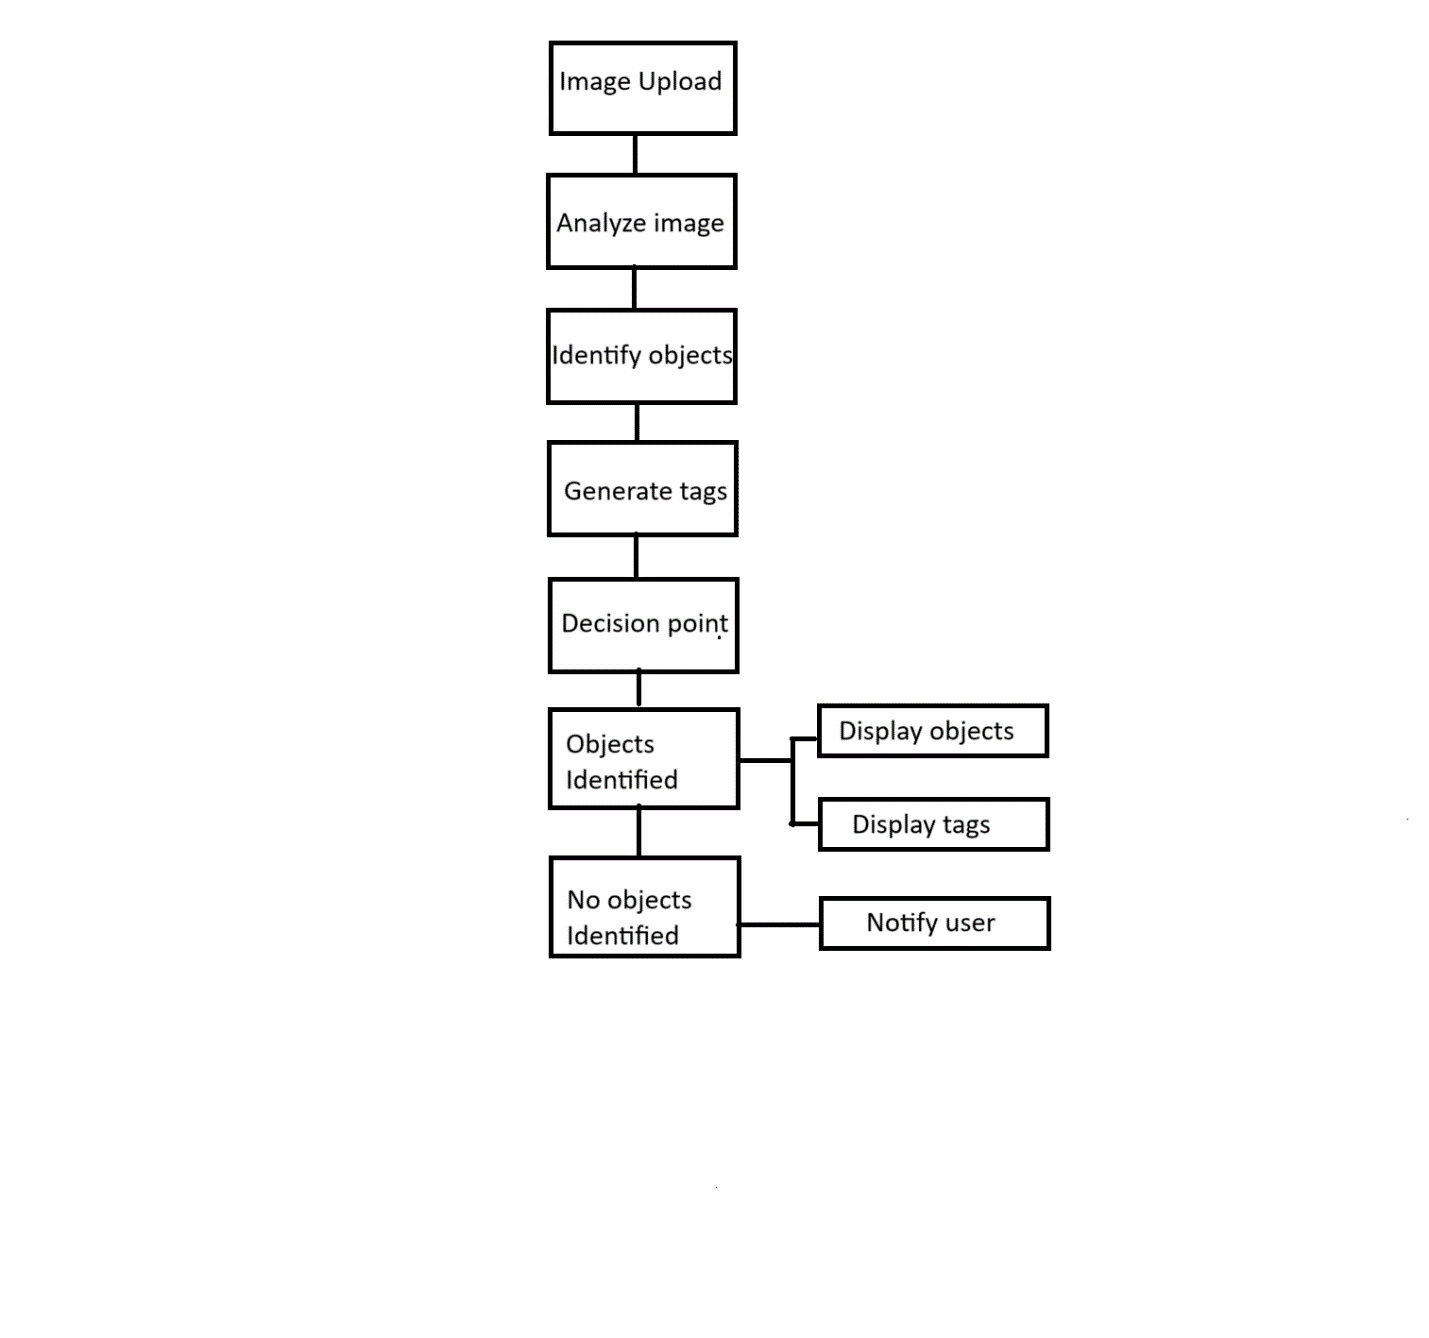 Image Upload
Analyze image
Identify objects
Generate tags
Decision point
Objects
Identified
Display objects
Display tags
No objects
Identified
Notify user